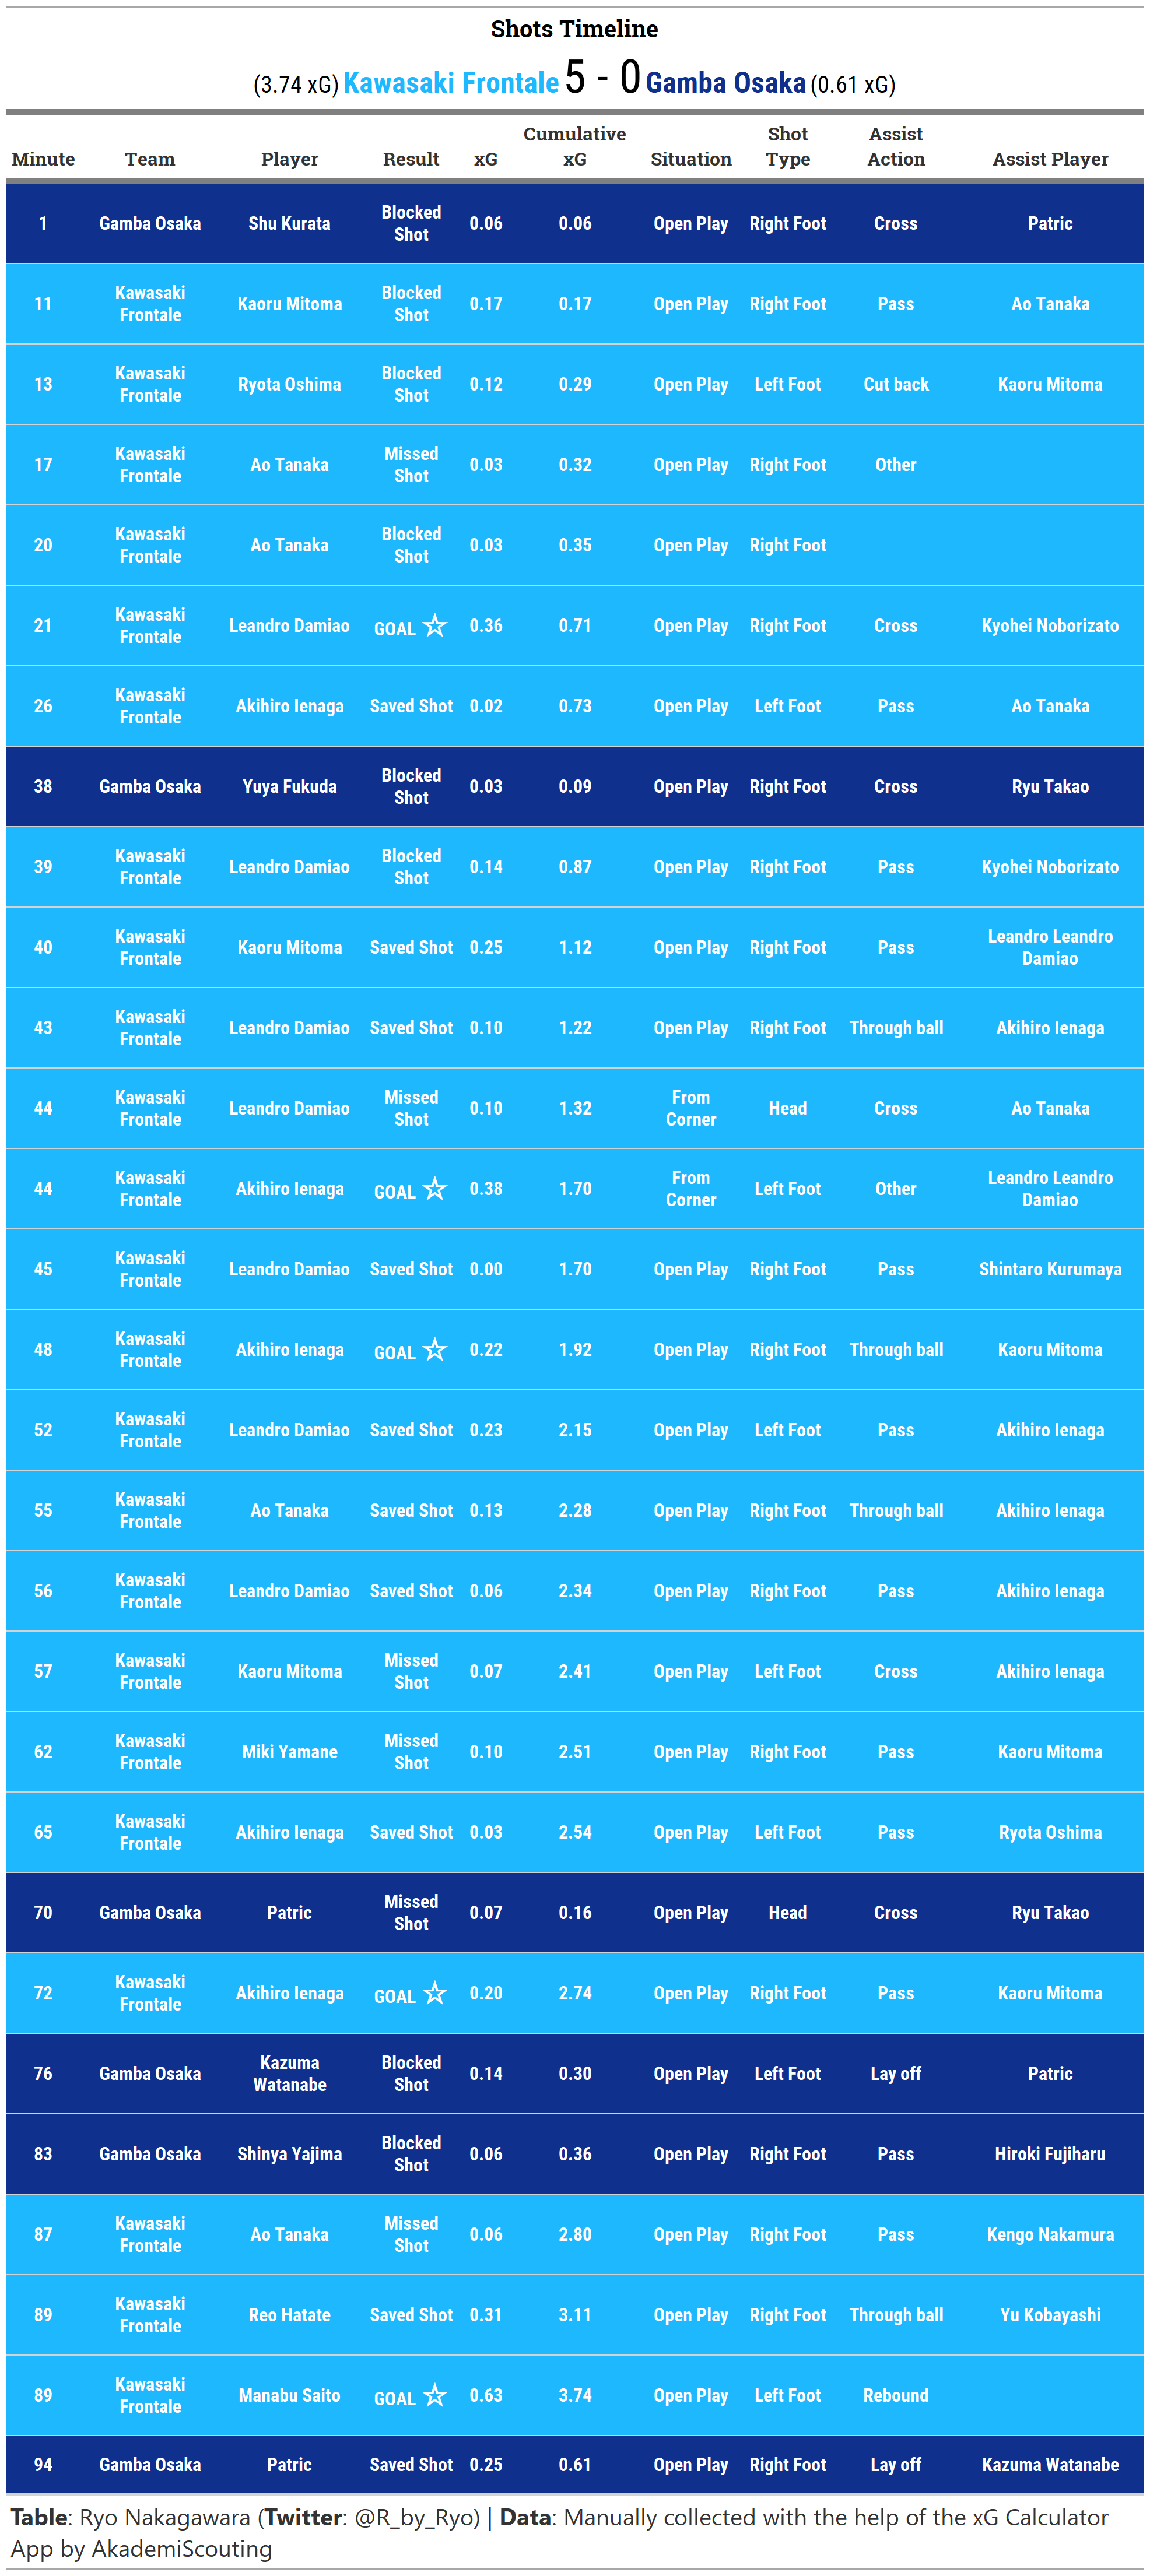 Shots Timeline
(3.74 xG) Kawasaki Frontale 5 - 0 Gamba Osaka (0.61 xG)
Minute Team Player Result xG Cumulative xG Situation Shot Type Assist Action Assist Player
1 Gamba Osaka Shu Kurata Blocked Shot 0.06 0.06 Open Play Right Foot Cross Patric
11 Kawasaki Frontale Kaoru Mitoma Blocked Shot 0.17 0.17 Open Play Right Foot Pass Ao Tanaka
13 Kawasaki Frontale Ryota Oshima Blocked Shot 0.12 0.29 Open Play Left Foot Cut back Kaoru Mitoma
17 Kawasaki Frontale Ao Tanaka Missed Shot 0.03 0.32 Open Play Right Foot Other
20 Kawasaki Frontale Ao Tanaka Blocked Shot 0.03 0.35 Open Play Right Foot
21 Kawasaki Frontale Leandro Damiao GOAL ☆ 0.36 0.71 Open Play Right Foot Cross Kyohei Noborizato
26 Kawasaki Frontale Akihiro Ienaga Saved Shot 0.02 0.73 Open Play Left Foot Pass Ao Tanaka
38 Gamba Osaka Yuya Fukuda Blocked Shot 0.03 0.09 Open Play Right Foot Cross Ryu Takao
39 Kawasaki Frontale Leandro Damiao Blocked Shot 0.14 0.87 Open Play Right Foot Pass Kyohei Noborizato
40 Kawasaki Frontale Kaoru Mitoma Saved Shot 0.25 1.12 Open Play Right Foot Pass Leandro Leandro Damiao
43 Kawasaki Frontale Leandro Damiao Saved Shot 0.10 1.22 Open Play Right Foot Through ball Akihiro Ienaga
44 Kawasaki Frontale Leandro Damiao Missed Shot 0.10 1.32 From Corner Head Cross Ao Tanaka
44 Kawasaki Frontale Akihiro Ienaga GOAL ☆ 0.38 1.70 From Corner Left Foot Other Leandro Leandro Damiao
45 Kawasaki Frontale Leandro Damiao Saved Shot 0.00 1.70 Open Play Right Foot Pass Shintaro Kurumaya
48 Kawasaki Frontale Akihiro Ienaga GOAL ☆ 0.22 1.92 Open Play Right Foot Through ball Kaoru Mitoma
52 Kawasaki Frontale Leandro Damiao Saved Shot 0.23 2.15 Open Play Left Foot Pass Akihiro Ienaga
55 Kawasaki Frontale Ao Tanaka Saved Shot 0.13 2.28 Open Play Right Foot Through ball Akihiro Ienaga
56 Kawasaki Frontale Leandro Damiao Saved Shot 0.06 2.34 Open Play Right Foot Pass Akihiro Ienaga
57 Kawasaki Frontale Kaoru Mitoma Missed Shot 0.07 2.41 Open Play Left Foot Cross Akihiro Ienaga
62 Kawasaki Frontale Miki Yamane Missed Shot 0.10 2.51 Open Play Right Foot Pass Kaoru Mitoma
65 Kawasaki Frontale Akihiro Ienaga Saved Shot 0.03 2.54 Open Play Left Foot Pass Ryota Oshima
70 Gamba Osaka Patric Missed Shot 0.07 0.16 Open Play Head Cross Ryu Takao
72 Kawasaki Frontale Akihiro Ienaga GOAL ☆ 0.20 2.74 Open Play Right Foot Pass Kaoru Mitoma
76 Gamba Osaka Kazuma Watanabe Blocked Shot 0.14 0.30 Open Play Left Foot Lay off Patric
83 Gamba Osaka Shinya Yajima Blocked Shot 0.06 0.36 Open Play Right Foot Pass Hiroki Fujiharu
87 Kawasaki Frontale Ao Tanaka Missed Shot 0.06 2.80 Open Play Right Foot Pass Kengo Nakamura
89 Kawasaki Frontale Reo Hatate Saved Shot 0.31 3.11 Open Play Right Foot Through ball Yu Kobayashi
89 Kawasaki Frontale Manabu Saito GOAL ☆ 0.63 3.74 Open Play Left Foot Rebound
94 Gamba Osaka Patric Saved Shot 0.25 0.61 Open Play Right Foot Lay off Kazuma Watanabe
Table: Ryo Nakagawara (Twitter: @R_by_Ryo) | Data: Manually collected with the help of the xG Calculator
App by AkademiScouting